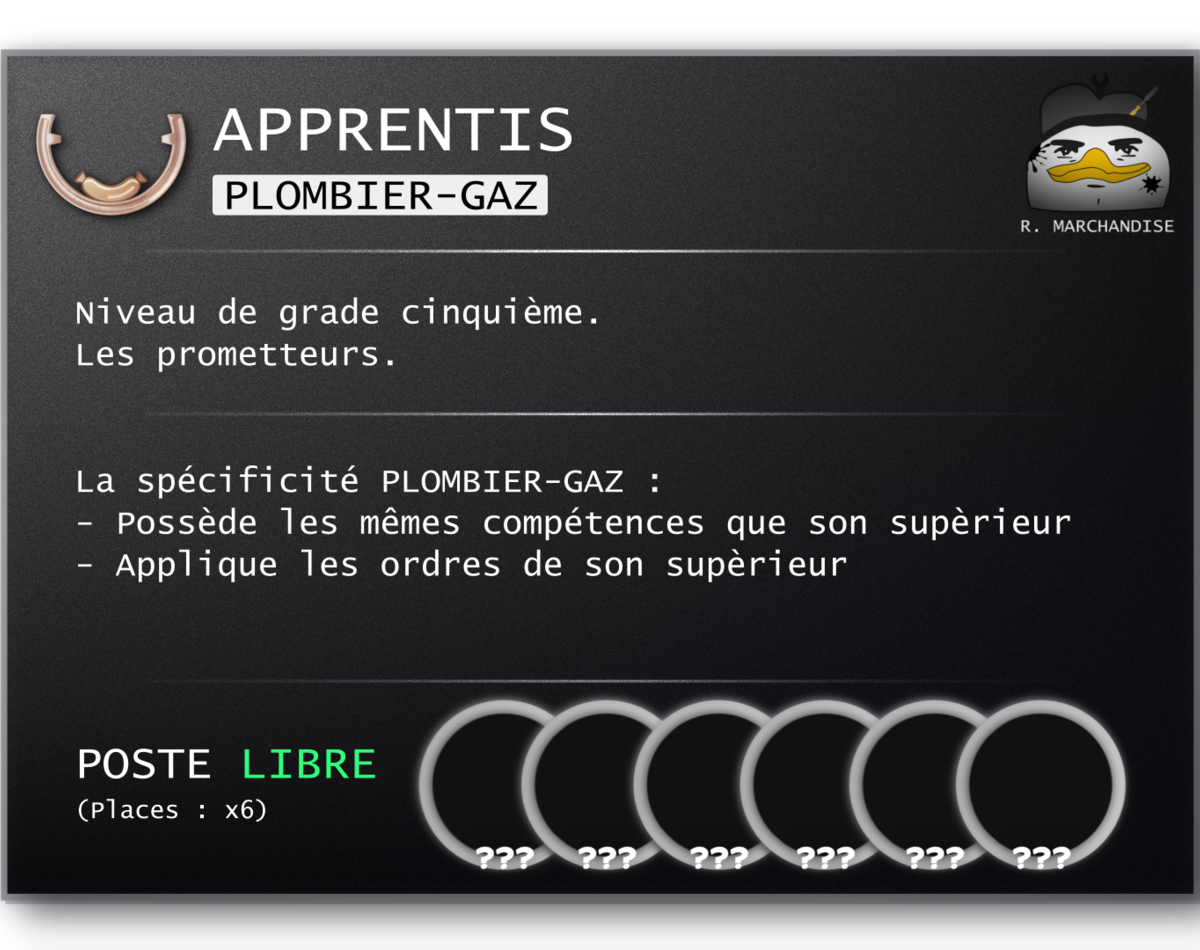 APPRENTIS
PLOMBIER-GAZ
R. MARCHANDISE
Niveau de grade cinquième.
Les prometteurs.
La spécificité PLOMBIER-GAZ :
- Possède les mêmes compétences que son supèrieur
- Applique les ordres de son supèrieur
POSTE LIBRE
(Places : x6)
??? ??? ??? ??? ??? ???